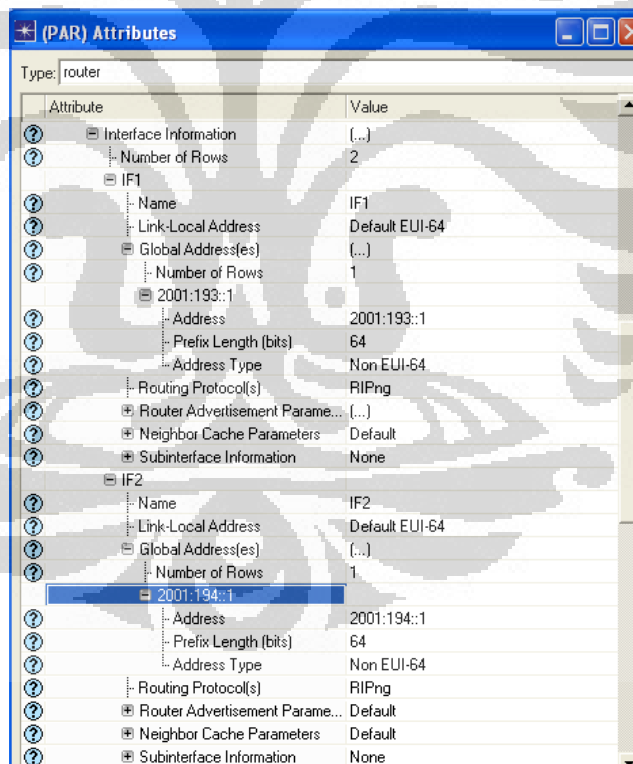 (PAR) Attributes
Type: router
Attribute Value
Interface Information (...)
Number of Rows 2
IF1
Name IF1
Link-Local Address Default EUI-64
Global Address(es) (...)
Number of Rows 1
2001:193::1
Address 2001:193::1
Prefix Length (bits) 64
Address Type Non EUI-64
Routing Protocol(s) RIPng
Router Advertisement Parame... (...)
Neighbor Cache Parameters Default
Subinterface Information None
IF2
Name IF2
Link-Local Address Default EUI-64
Global Address(es) (...)
Number of Rows 1
2001:194::1
Address 2001:194::1
Prefix Length (bits) 64
Address Type Non EUI-64
Routing Protocol(s) RIPng
Router Advertisement Parame... Default
Neighbor Cache Parameters Default
Subinterface Information None